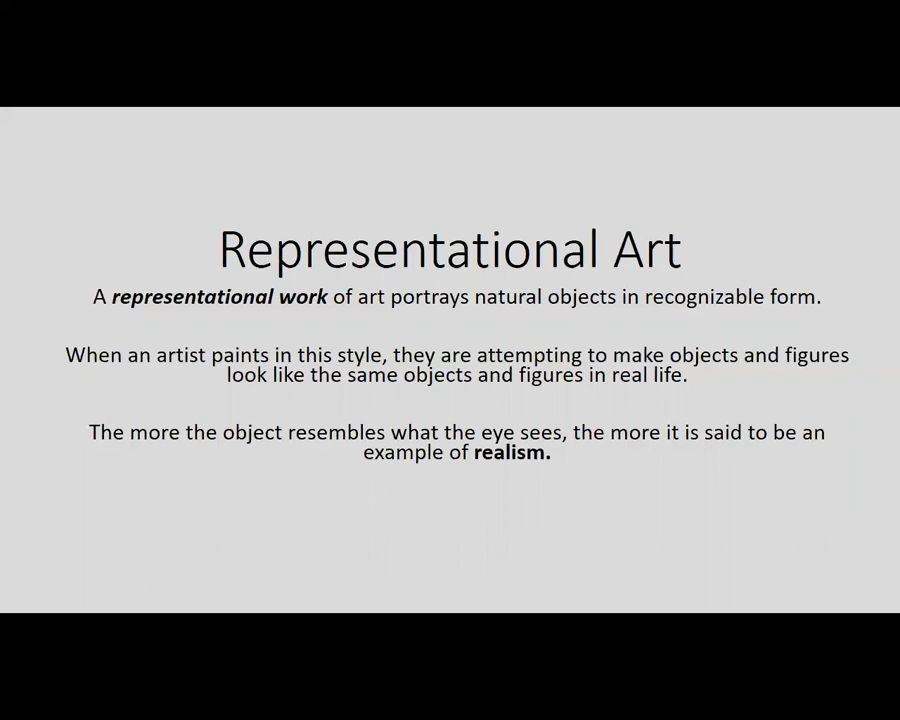 Representational Art
A representational work of art portrays natural objects in recognizable form.
When an artist paints in this style, they are attempting to make objects and figures
look like the same objects and figures in real life.
The more the object resembles what the eye sees, the more it is said to be an
example of realism.